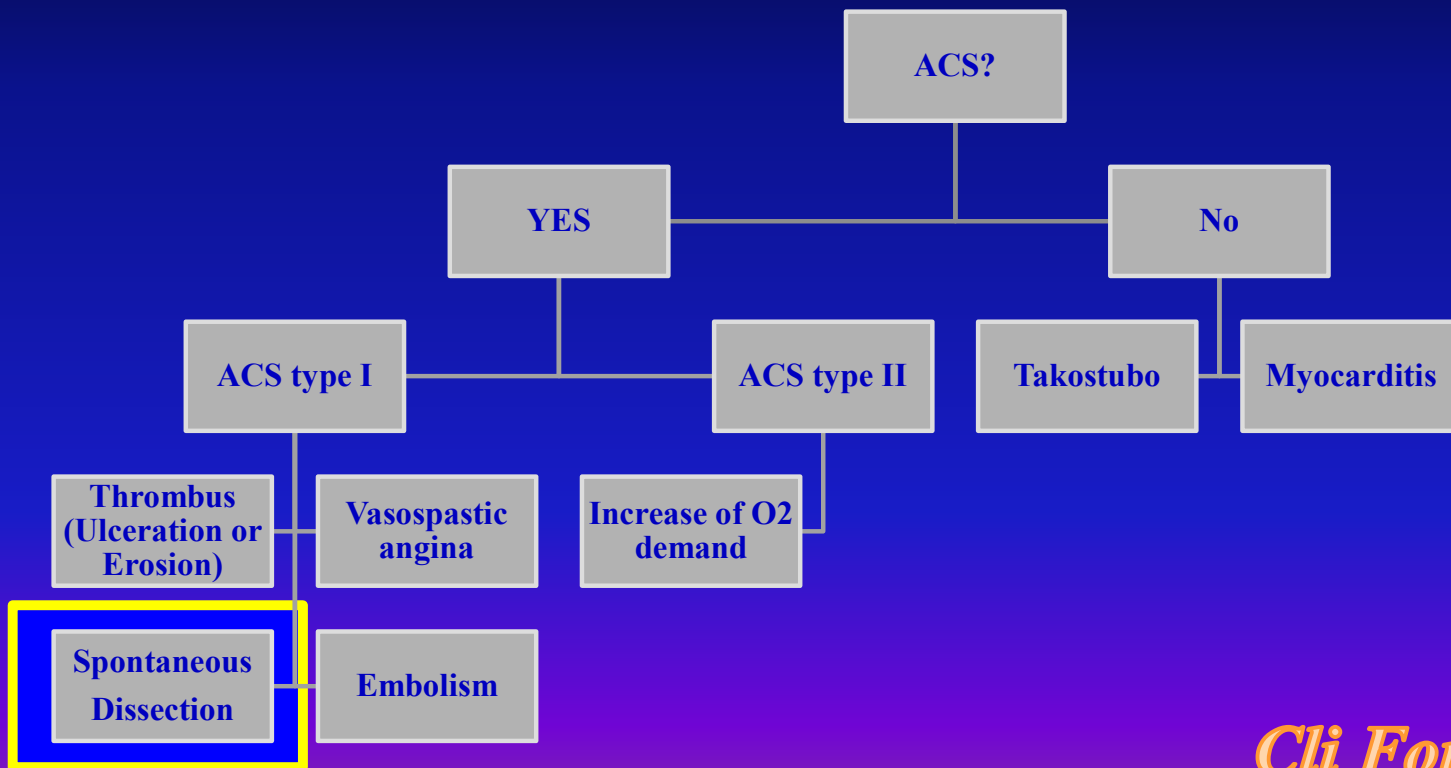 ACS?
YES
No
ACS type I
ACS type II
Takostubo
Myocarditis
Thrombus
(Ulceration or
Erosion)
Vasospastic
angina
Increase of O2
demand
Spontaneous
Dissection
Embolism
Cli